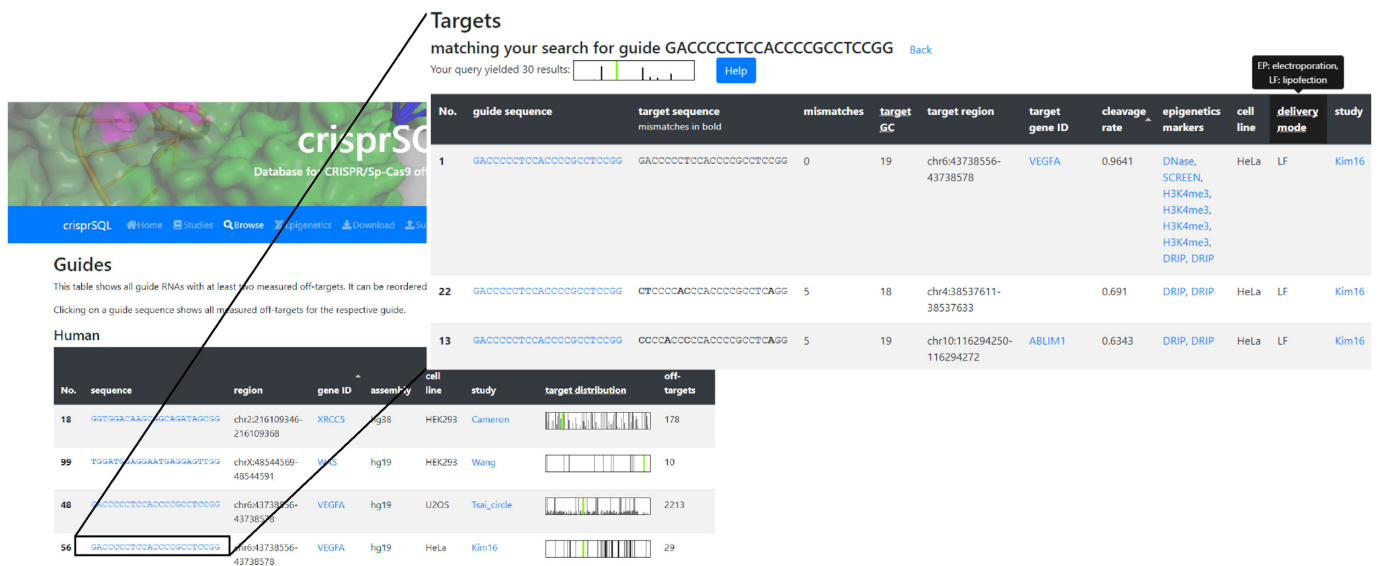 Targets
matching your search for guide GACCCCCTCCACCCCGCCTCCGG Back
Your query yielded 30 results: Help
EP: electroporation,
LF: lipofection
No. guide sequence target sequence mismatches target target region target cleavage epigenetics cell delivery study
mismatches in bold GC gene ID rate markers line mode
1 GACCCCCTCCACCCCGCCTCCGG GACCCCCTCCACCCCGCCTCCGG 0 19 chr6:43738556- VEGFA 0.9641 DNase, HeLa LF Kim16
43738578 SCREEN,
H3K4me3,
H3K4me3,
H3K4me3,
H3K4me3,
DRIP, DRIP
22 GACCCCCTCCACCCCGCCTCCGG CTCCCCACCCACCCCGCCTCAGG 5 18 chr4:38537611- 0.691 DRIP, DRIP HeLa LF Kim16
38537633
13 GACCCCCTCCACCCCGCCTCCGG CCCCACCCCCACCCCGCCTCAGG 5 19 chr10:116294250- ABLIM1 0.6343 DRIP, DRIP HeLa LF Kim16
116294272
crisprSQ
Database for CRISPR/Sp-Cas9 of
crisprSQL Home Studies Browse Epigenetics Download Su
Guides
This table shows all guide RNAs with at least two measured off-targets. It can be reordered
Clicking on a guide sequence shows all measured off-targets for the respective guide.
Human
No. sequence region gene ID assembly cell line study target distribution off-
targets
18 GGTGGACAAGCGGCAGATAGCGG chr2:216109346- XRCC5 hg38 HEK293 Cameron 178
216109368
99 TGGATGGAGGAATGAGGAGTTGG chrX:48544569- WAS hg19 HEK293 Wang 10
48544591
48 GACCCCCTCCACCCCGCCTCCGG chr6:43738556- VEGFA hg19 U2OS Tsai_circle 2213
43738578
56 GACCCCCTCCACCCCGCCTCCGG chr6:43738556- VEGFA hg19 HeLa Kim16 29
43738578